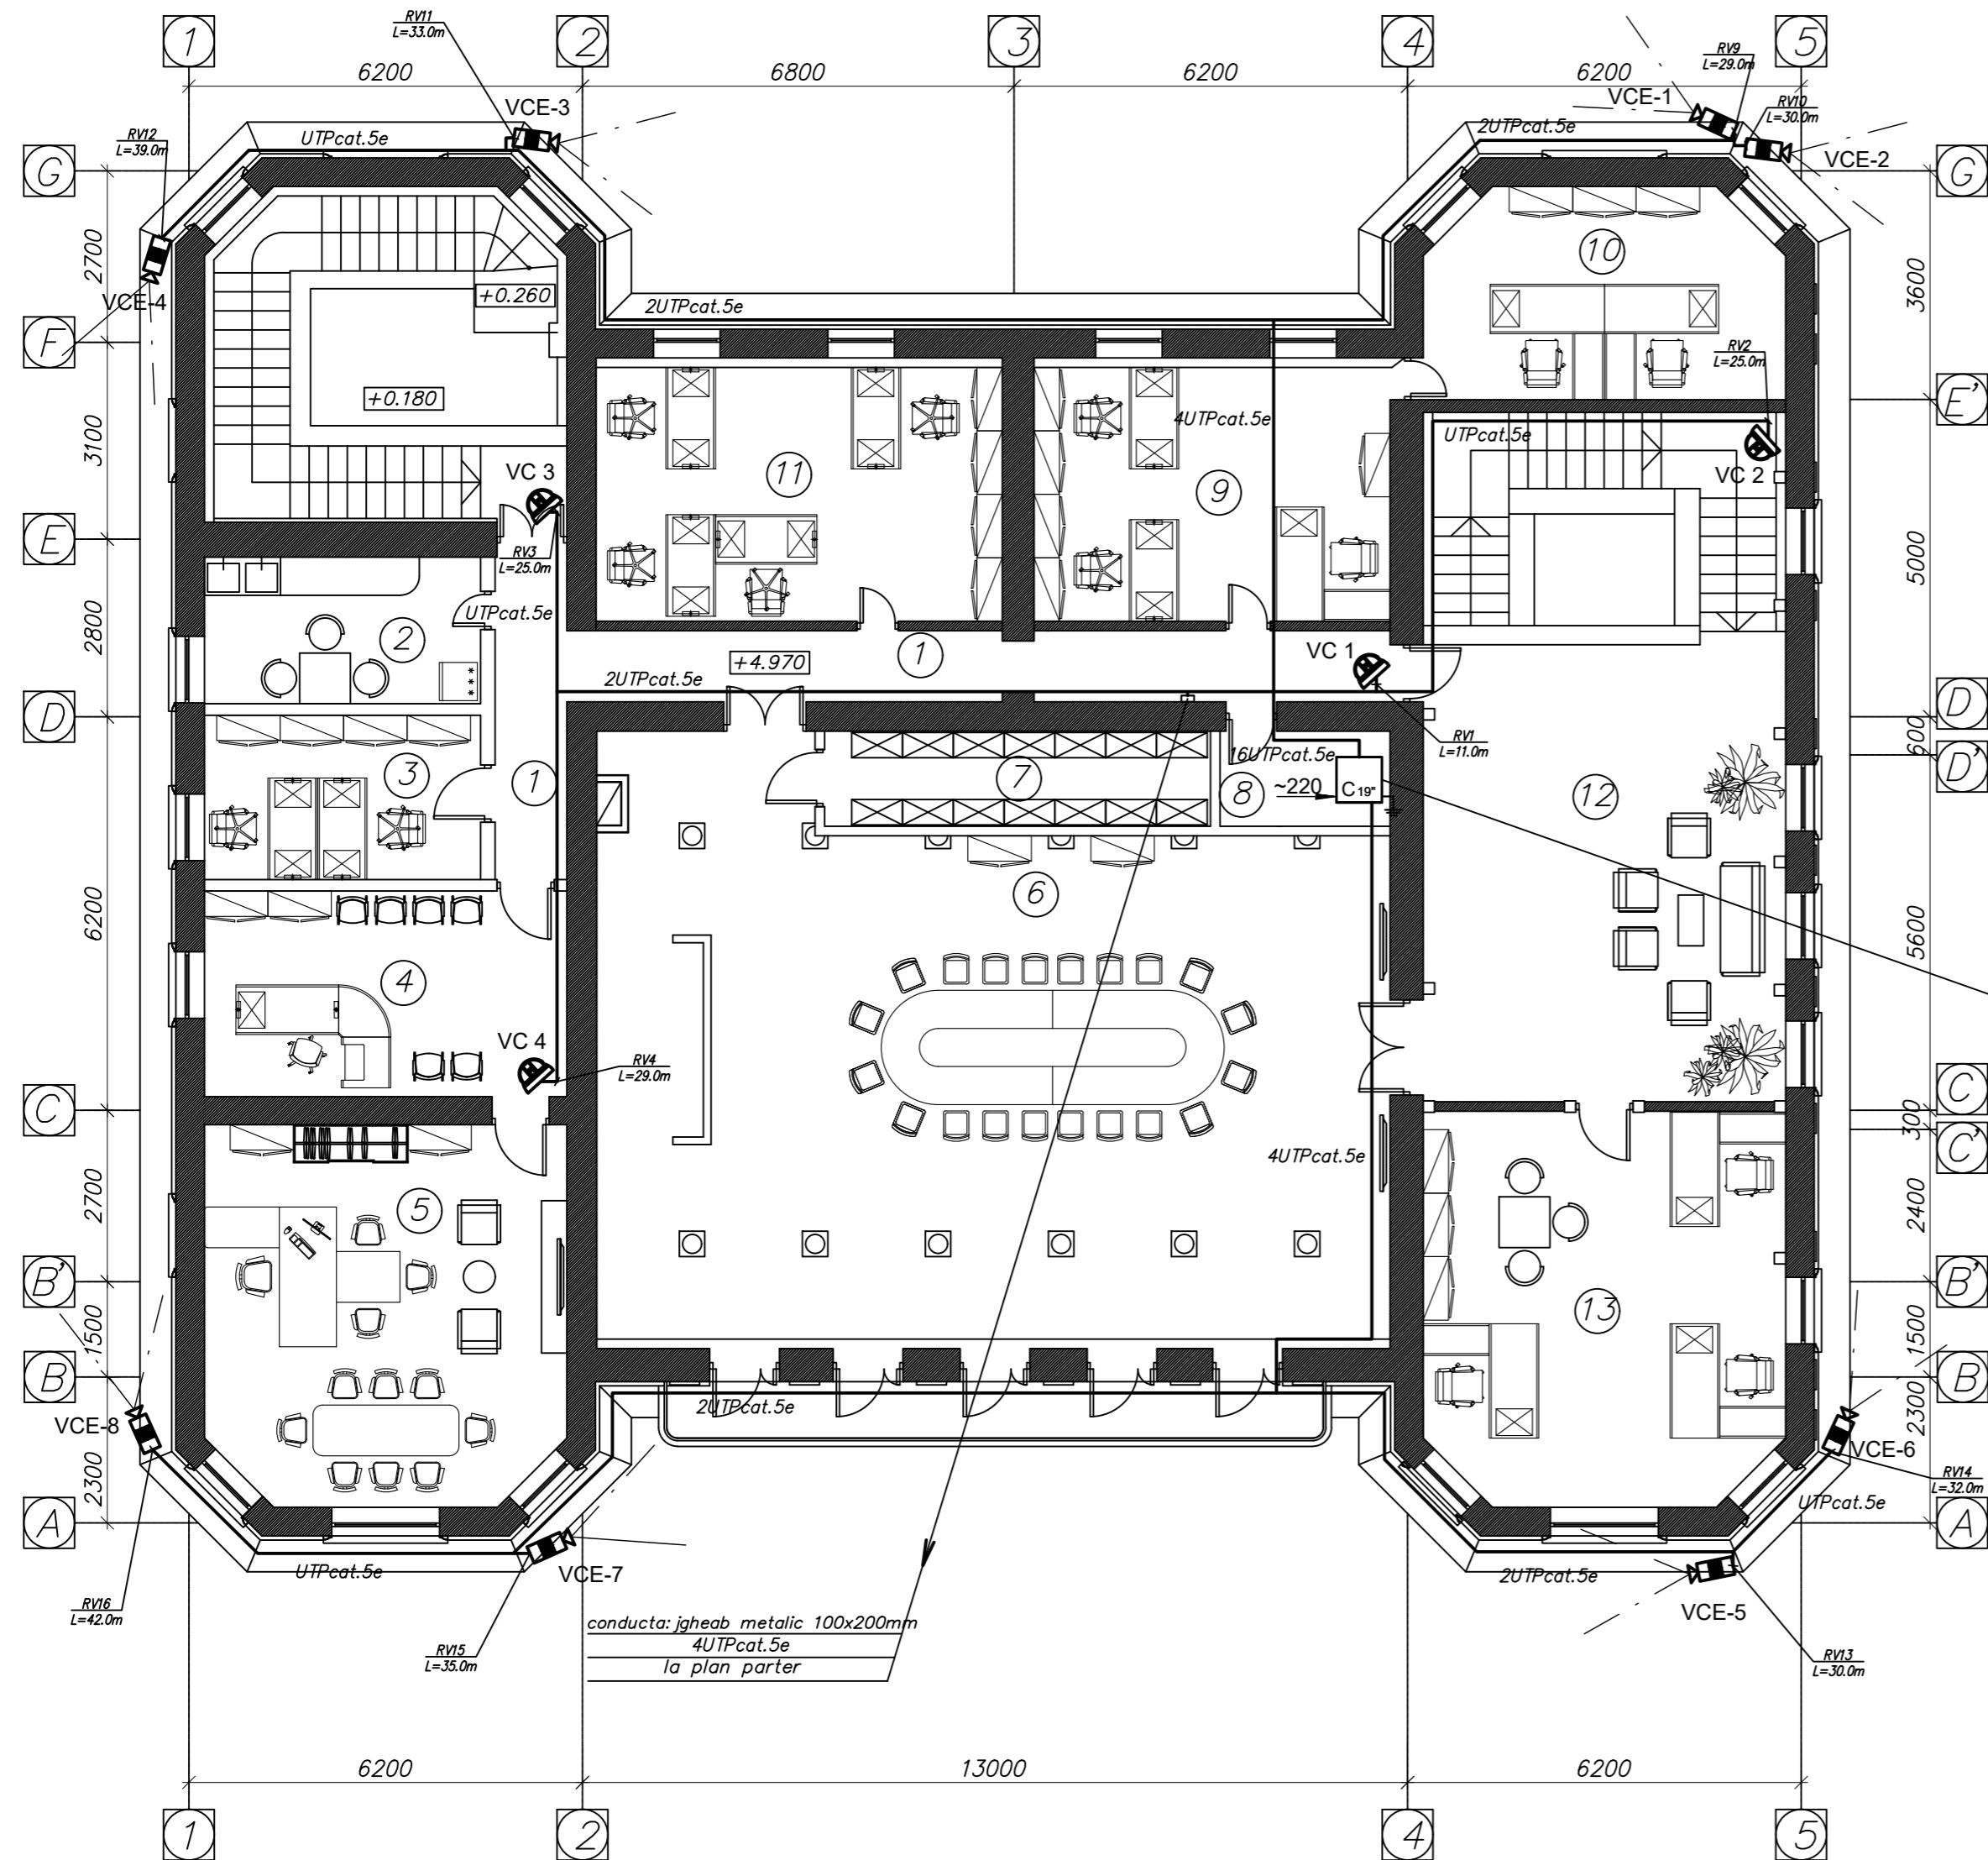 RV11
L=33.0m
1
2
3
4
5
6200
6800
6200
6200
RV9
L=29.0m
VCE-3
VCE-1
RV10
L=30.0m
RV12
L=39.0m
UTPcat.5e
2UTPcat.5e
VCE-2
G
G
2700
10
3600
VCE-4
+0.260
2UTPcat.5e
F
RV2
L=25.0m
+0.180
E'
4UTPcat.5e
UTPcat.5e
3100
VC 3
11
9
VC 2
E
RV3
L=25.0m
5000
2800
UTPcat.5e
2
1
+4.970
VC 1
2UTPcat.5e
D
D
RV1
L=11.0m
600
16UTPcat.5e
D'
3
1
7
8
~220
C 19"
12
6
6200
5600
4
VC 4
RV4
L=29.0m
C
C
300
C'
4UTPcat.5e
2700
5
2400
B'
B'
13
1500
1500
B
B
2UTPcat.5e
VCE-8
2300
2300
VCE-6
RV14
L=32.0m
UTPcat.5e
A
A
UTPcat.5e
VCE-7
2UTPcat.5e
VCE-5
RV16
L=42.0m
conducta: jgheab metalic 100x200mm
4UTPcat.5e
la plan parter
RV15
L=35.0m
RV13
L=30.0m
6200
13000
6200
1
2
4
5